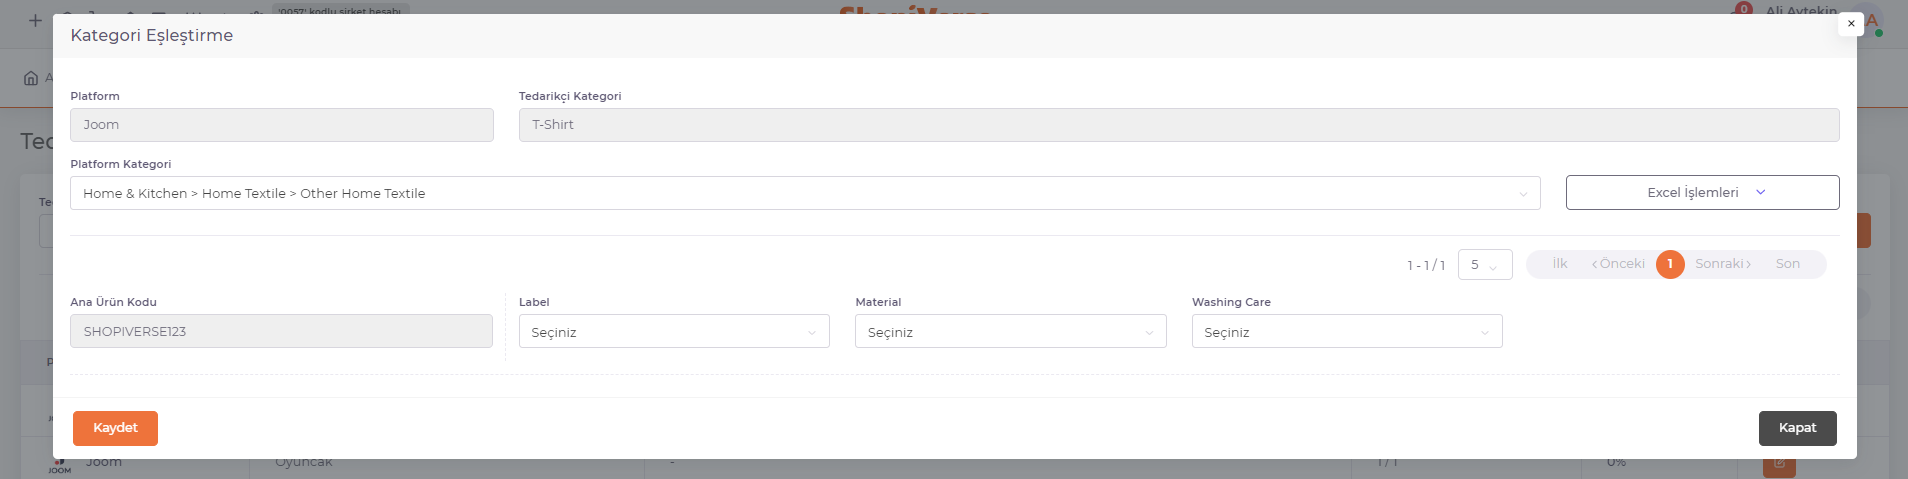 '0057' kodlu şirket hesabı
0
Ali Aytekin
A
Kategori Eşleştirme
×
Platform
Tedarikçi Kategori
Joom
T-Shirt
Platform Kategori
Home & Kitchen > Home Textile > Other Home Textile
Excel İşlemleri
1 - 1 / 1
5
İlk
‹ Önceki
1
Sonraki ›
Son
Ana Ürün Kodu
Label
Material
Washing Care
SHOPIVERSE123
Seçiniz
Seçiniz
Seçiniz
Kaydet
Kapat
JOOM
Joom
Oyuncak
-
1 / 1
0%